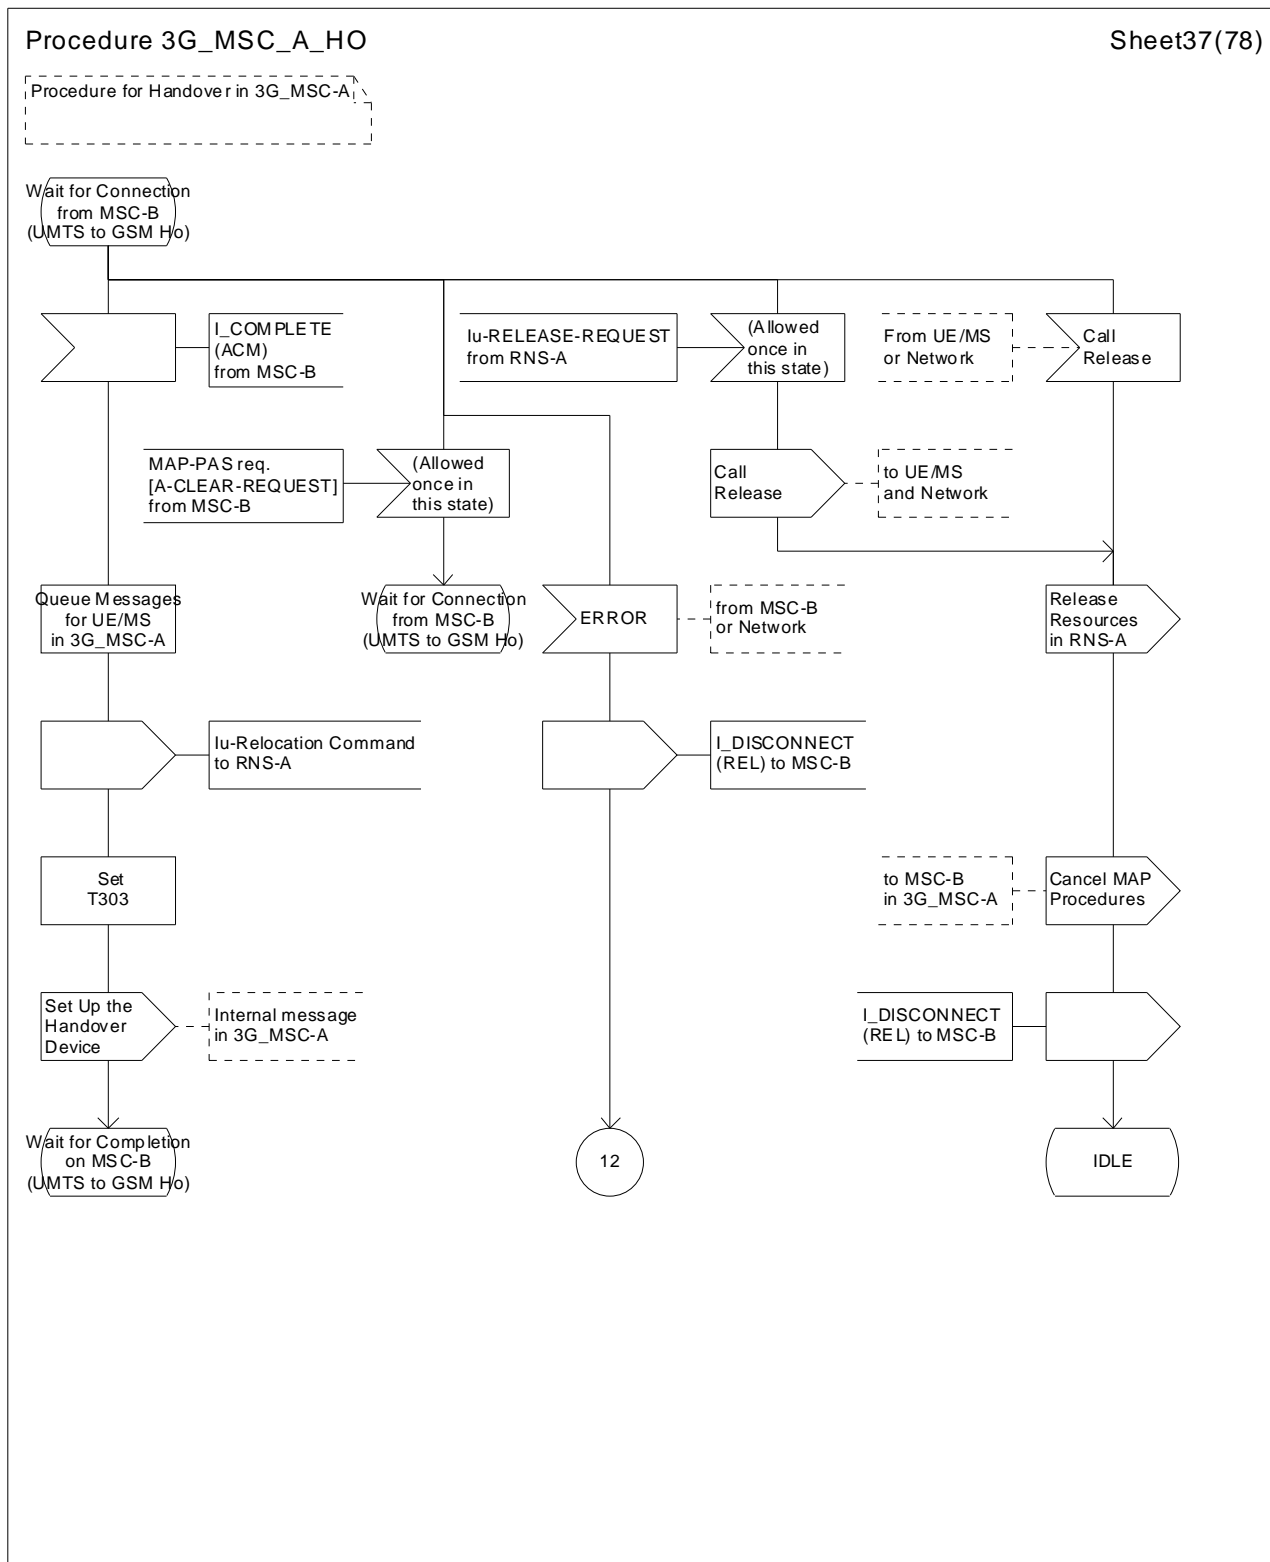 Procedure 3G_MSC_A_HO
Sheet37(78)
Procedure for Handover in 3G_MSC-A
Wait for Connection
from MSC-B
(UMTS to GSM Ho)
I_COMPLETE
(ACM)
from MSC-B
Iu-RELEASE-REQUEST
from RNS-A
(Allowed
once in
this state)
From UE/MS
or Network
Call
Release
MAP-PAS req.
[A-CLEAR-REQUEST]
from MSC-B
(Allowed
once in
this state)
Call
Release
to UE/MS
and Network
Queue Messages
for UE/MS
in 3G_MSC-A
Wait for Connection
from MSC-B
(UMTS to GSM Ho)
ERROR
from MSC-B
or Network
Release
Resources
in RNS-A
Iu-Relocation Command
to RNS-A
I_DISCONNECT
(REL) to MSC-B
Set
T303
to MSC-B
in 3G_MSC-A
Cancel MAP
Procedures
Set Up the
Handover
Device
Internal message
in 3G_MSC-A
I_DISCONNECT
(REL) to MSC-B
Wait for Completion
on MSC-B
(UMTS to GSM Ho)
12
IDLE